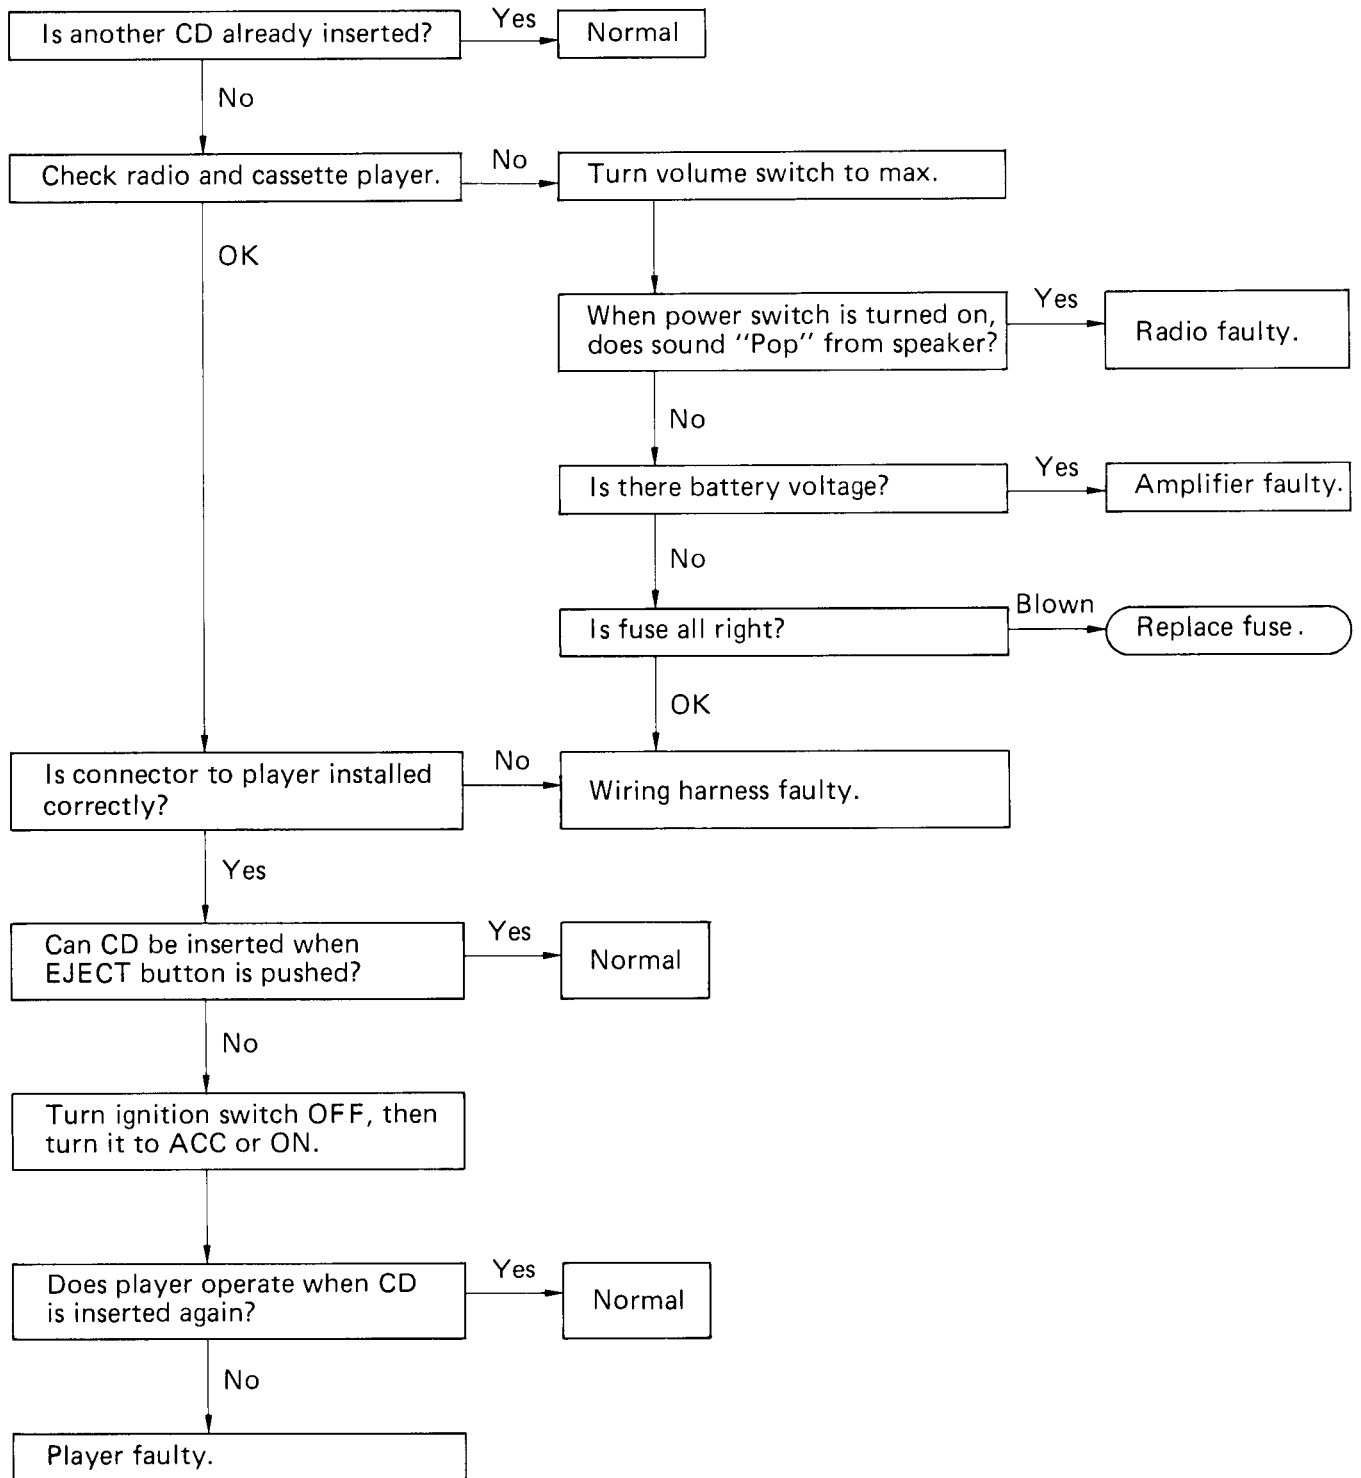 Is another CD already inserted?
Yes
Normal
No
Check radio and cassette player.
No
Turn volume switch to max.
OK
When power switch is turned on,
does sound "Pop" from speaker?
Yes
Radio faulty.
No
Is there battery voltage?
Yes
Amplifier faulty.
No
Is fuse all right?
Blown
Replace fuse.
OK
Is connector to player installed
correctly?
No
Wiring harness faulty.
Yes
Can CD be inserted when
EJECT button is pushed?
Yes
Normal
No
Turn ignition switch OFF, then
turn it to ACC or ON.
Does player operate when CD
is inserted again?
Yes
Normal
No
Player faulty.